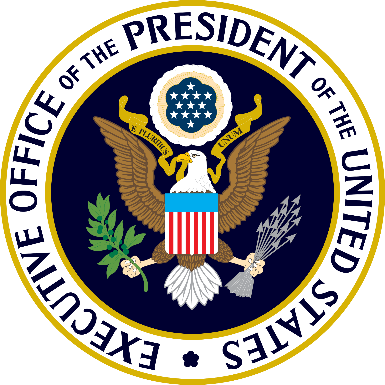 EXECUTIVE OFFICE OF THE PRESIDENT OF THE UNITED STATES
E PLURIBUS UNUM